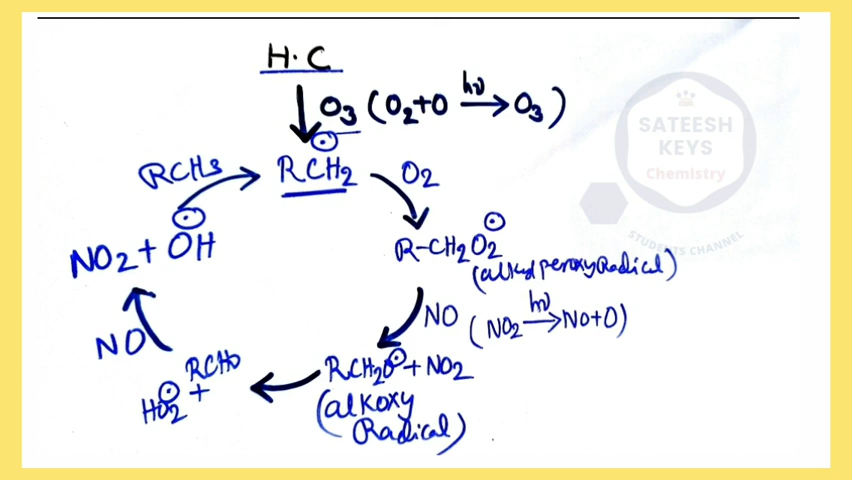 H·C
O3 (O2+O hν→ O3)
RCH3 → RCH2 O2
NO2 + OH
R-CH2O2
(alkyl peroxy Radical)
NO (NO2 hν→ NO+O)
NO
RCH2O + NO2
(alkoxy
Radical)
RCHO
+
HO2
SATEESH
KEYS
Chemistry
STUDENTS CHANNEL